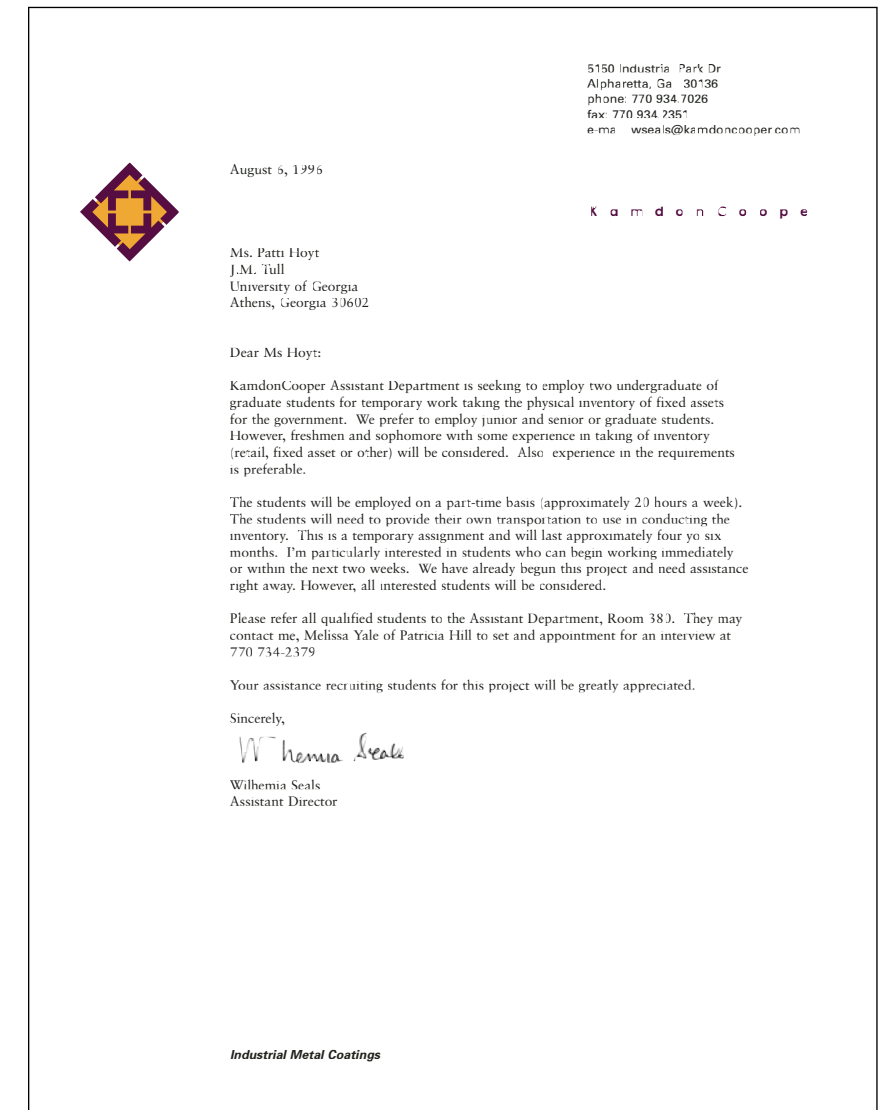 5150 Industria Park Dr
Alpharetta, Ga 30136
phone: 770 934.7026
fax: 770 934.2351
e-ma wseals@kamdoncooper.com
August 6, 1996
KamdonCoope
Ms. Patti Hoyt
J.M. Tull
University of Georgia
Athens, Georgia 30602
Dear Ms Hoyt:
KamdonCooper Assistant Department is seeking to employ two undergraduate of
graduate students for temporary work taking the physical inventory of fixed assets
for the government. We prefer to employ junior and senior or graduate students.
However, freshmen and sophomore with some experience in taking of inventory
(retail, fixed asset or other) will be considered. Also experience in the requirements
is preferable.
The students will be employed on a part-time basis (approximately 20 hours a week).
The students will need to provide their own transportation to use in conducting the
inventory. This is a temporary assignment and will last approximately four yo six
months. I'm particularly interested in students who can begin working immediately
or within the next two weeks. We have already begun this project and need assistance
right away. However, all interested students will be considered.
Please refer all qualified students to the Assistant Department, Room 380. They may
contact me, Melissa Yale of Patricia Hill to set and appointment for an interview at
770 734-2379
Your assistance recruiting students for this project will be greatly appreciated.
Sincerely,
W hemia Seals
Wilhemia Seals
Assistant Director
Industrial Metal Coatings